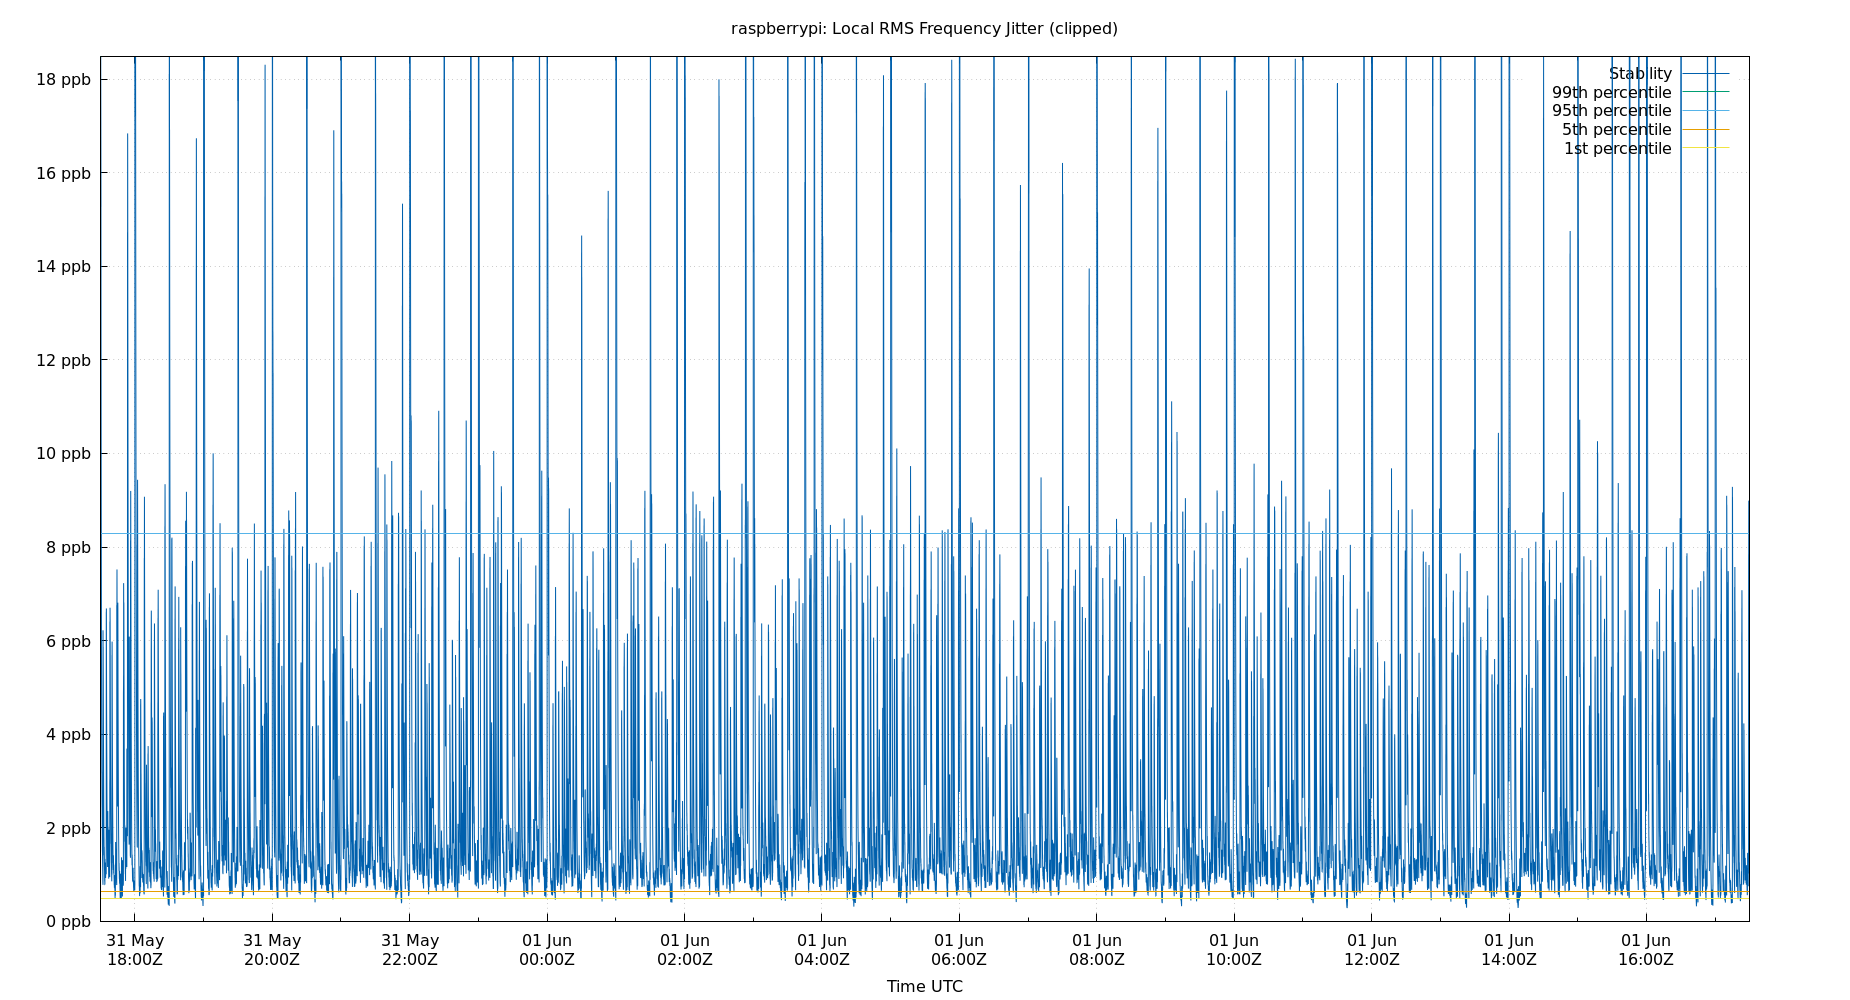 raspberrypi: Local RMS Frequency Jitter (clipped)
18 ppb
16 ppb
14 ppb
12 ppb
10 ppb
8 ppb
6 ppb
4 ppb
2 ppb
0 ppb
Stability
99th percentile
95th percentile
5th percentile
1st percentile
31 May 31 May 31 May 01 Jun 01 Jun 01 Jun 01 Jun 01 Jun 01 Jun 01 Jun 01 Jun 01 Jun
18:00Z 20:00Z 22:00Z 00:00Z 02:00Z 04:00Z 06:00Z 08:00Z 10:00Z 12:00Z 14:00Z 16:00Z
Time UTC